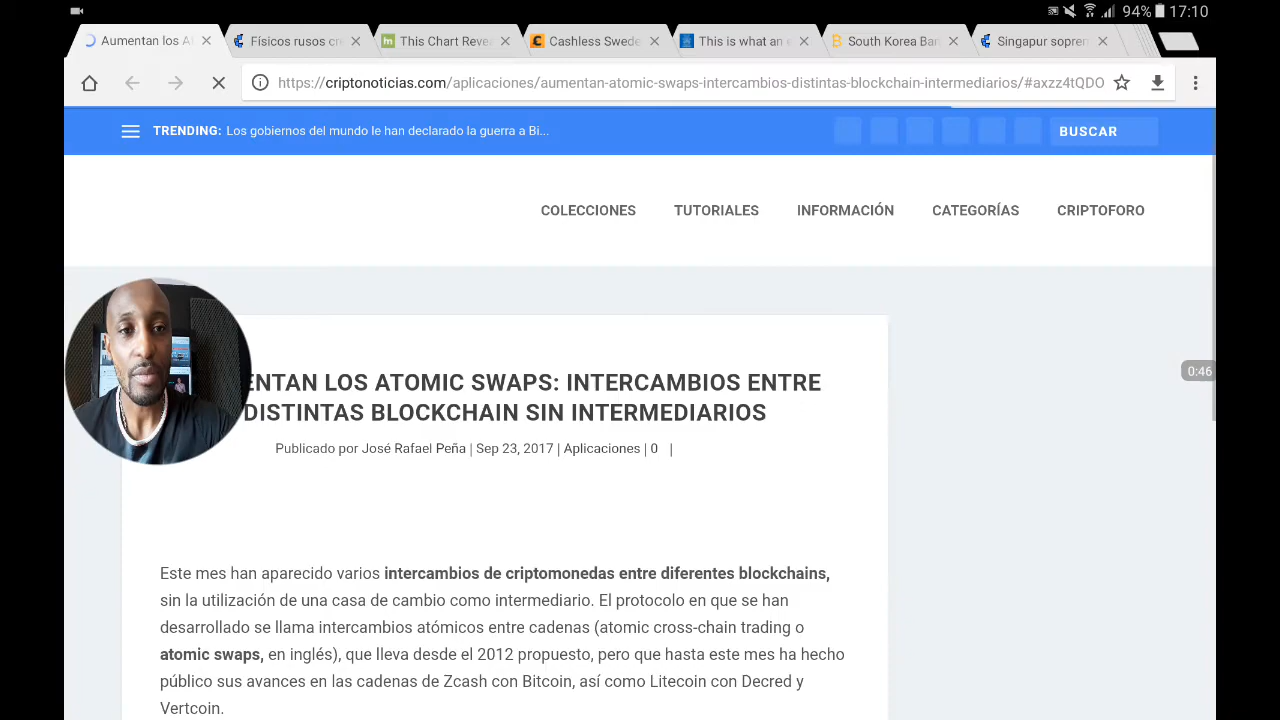 94% 17:10
Aumentan los A
Físicos rusos cre
This Chart Revea
Cashless Swede
This is what an
South Korea Ban
Singapur sopre
https://criptonoticias.com/aplicaciones/aumentan-atomic-swaps-intercambios-distintas-blockchain-intermediarios/#axzz4tQDO
TRENDING: Los gobiernos del mundo le han declarado la guerra a Bi...
BUSCAR
COLECCIONES TUTORIALES INFORMACIÓN CATEGORÍAS CRIPTOFORO
0:46
ENTAN LOS ATOMIC SWAPS: INTERCAMBIOS ENTRE
DISTINTAS BLOCKCHAIN SIN INTERMEDIARIOS
Publicado por José Rafael Peña | Sep 23, 2017 | Aplicaciones | 0 |
Este mes han aparecido varios intercambios de criptomonedas entre diferentes blockchains,
sin la utilización de una casa de cambio como intermediario. El protocolo en que se han
desarrollado se llama intercambios atómicos entre cadenas (atomic cross-chain trading o
atomic swaps, en inglés), que lleva desde el 2012 propuesto, pero que hasta este mes ha hecho
público sus avances en las cadenas de Zcash con Bitcoin, así como Litecoin con Decred y
Vertcoin.